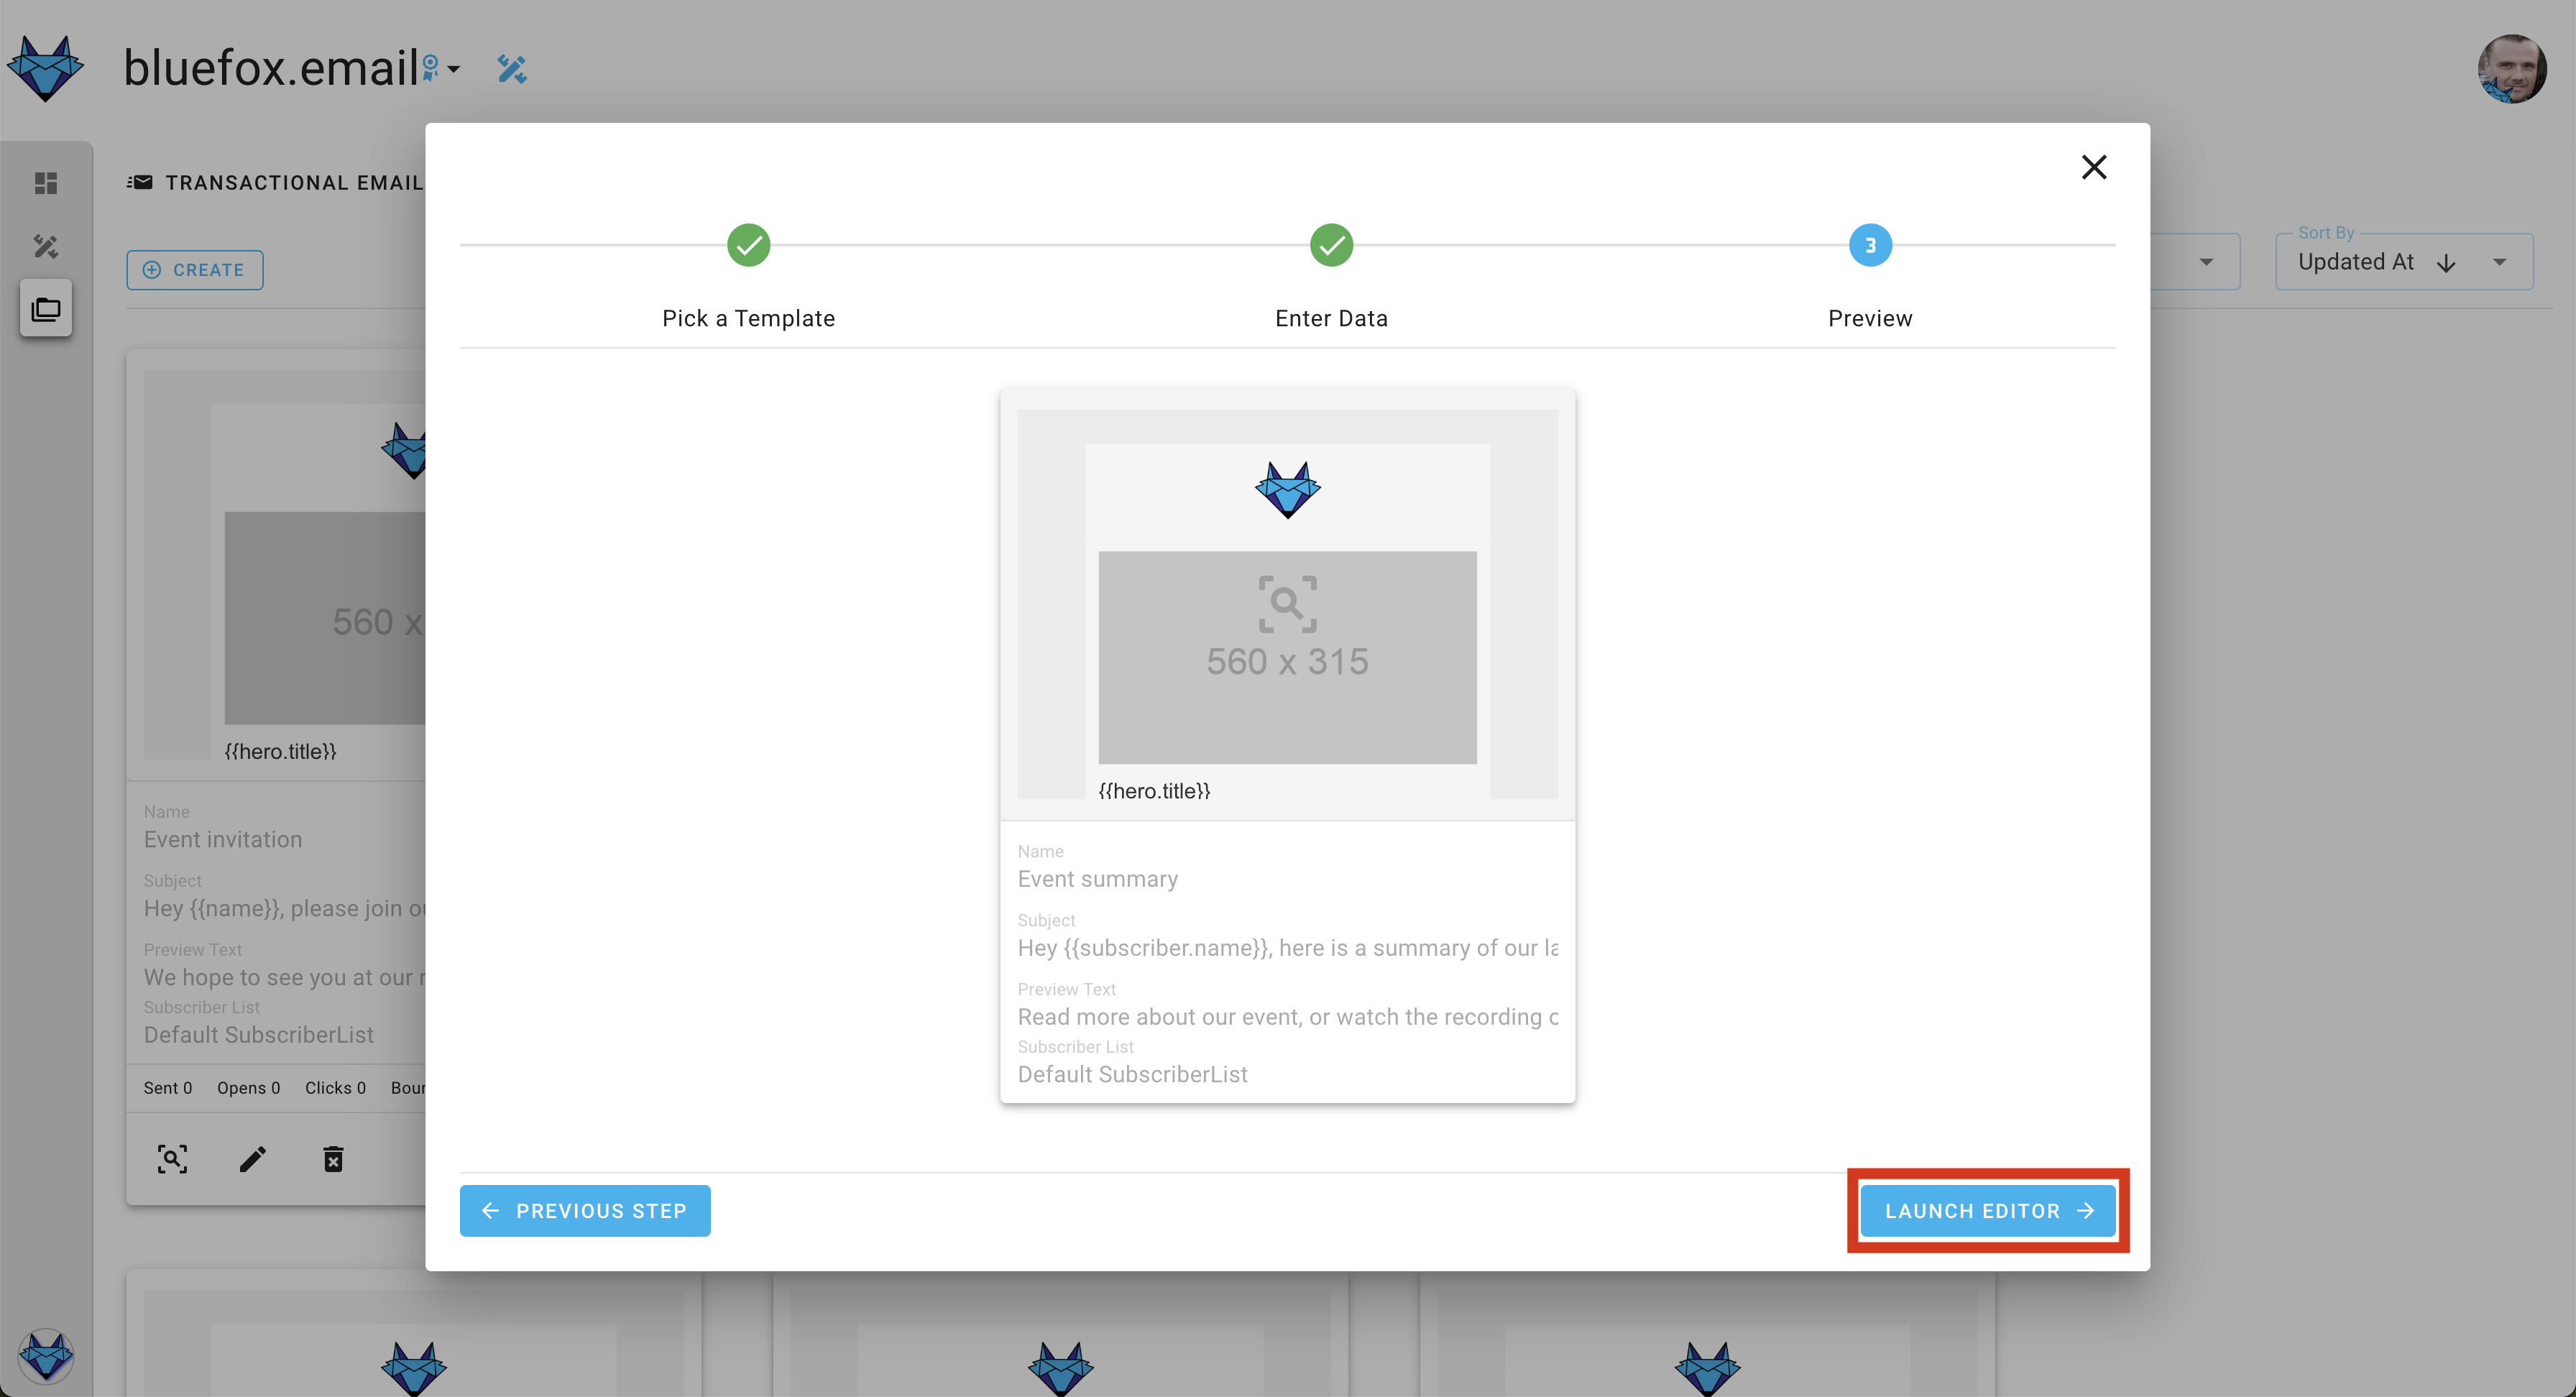 bluefox.email
TRANSACTIONAL EMAIL
CREATE
Sort By
Updated At
3
Pick a Template
Enter Data
Preview
560 x
{{hero.title}}
Name
Event invitation
Subject
Hey {{name}}, please join
Preview Text
We hope to see you at our
Subscriber List
Default SubscriberList
Sent 0 Opens 0 Clicks 0
560 x 315
{{hero.title}}
Name
Event summary
Subject
Hey {{subscriber.name}}, here is a summary of our
Preview Text
Read more about our event, or watch the recording
Subscriber List
Default SubscriberList
PREVIOUS STEP
LAUNCH EDITOR